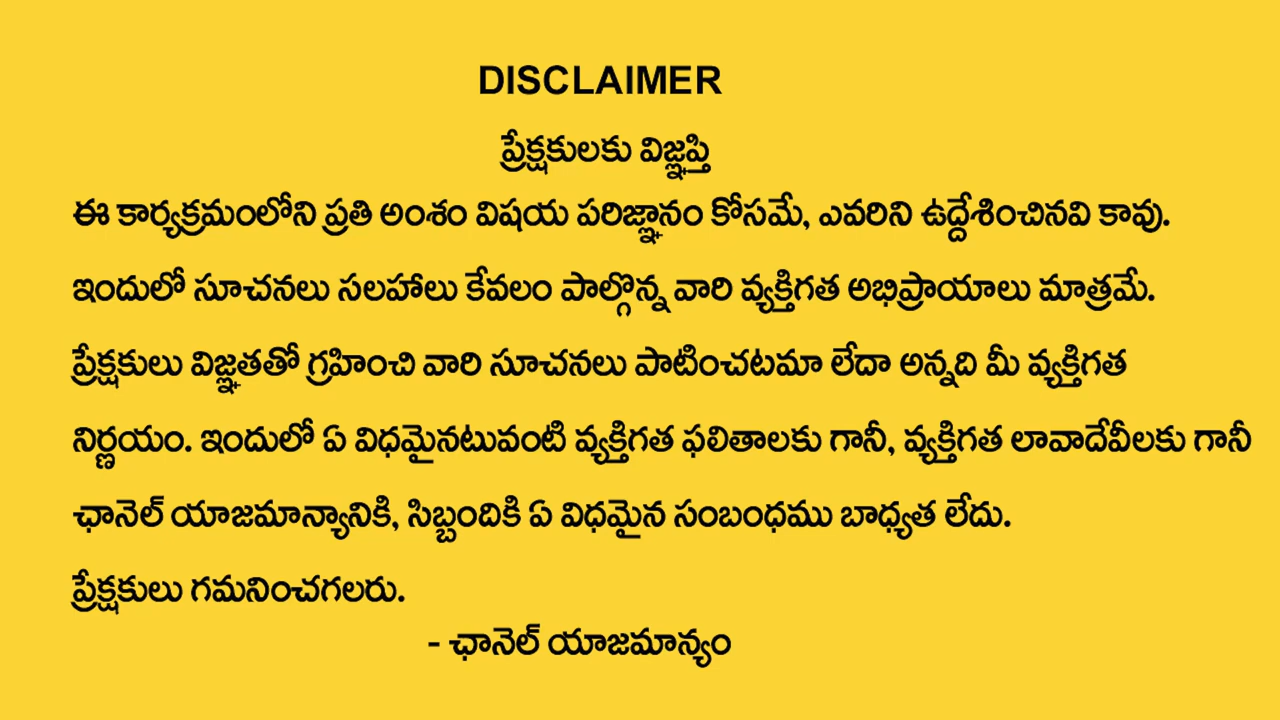 DISCLAIMER
ప్రేక్షకులకు విజ్ఞప్తి
ఈ కార్యక్రమంలోని ప్రతి అంశం విషయ పరిజ్ఞానం కోసమే, ఎవరిని ఉద్దేశించినవి కావు.
ఇందులో సూచనలు సలహాలు కేవలం పాల్గొన్న వారి వ్యక్తిగత అభిప్రాయాలు మాత్రమే.
ప్రేక్షకులు విజ్ఞతతో గ్రహించి వారి సూచనలు పాటించటమా లేదా అన్నది మీ వ్యక్తిగత
నిర్ణయం. ఇందులో ఏ విధమైనటువంటి వ్యక్తిగత ఫలితాలకు గానీ, వ్యక్తిగత లావాదేవీలకు గానీ
ఛానెల్ యాజమాన్యానికి, సిబ్బందికి ఏ విధమైన సంబంధము బాధ్యత లేదు.
ప్రేక్షకులు గమనించగలరు.
- ఛానెల్ యాజమాన్యం